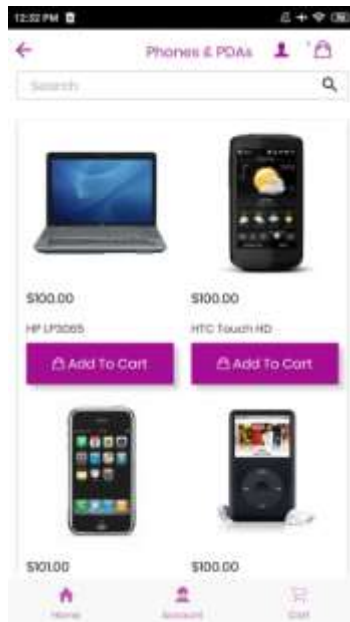 12:52 PM
Phones & PDAs
Search
$100.00
$100.00
HP LP3065
HTC Touch HD
Add To Cart
Add To Cart
$101.00
$100.00
Home
Account
Cart